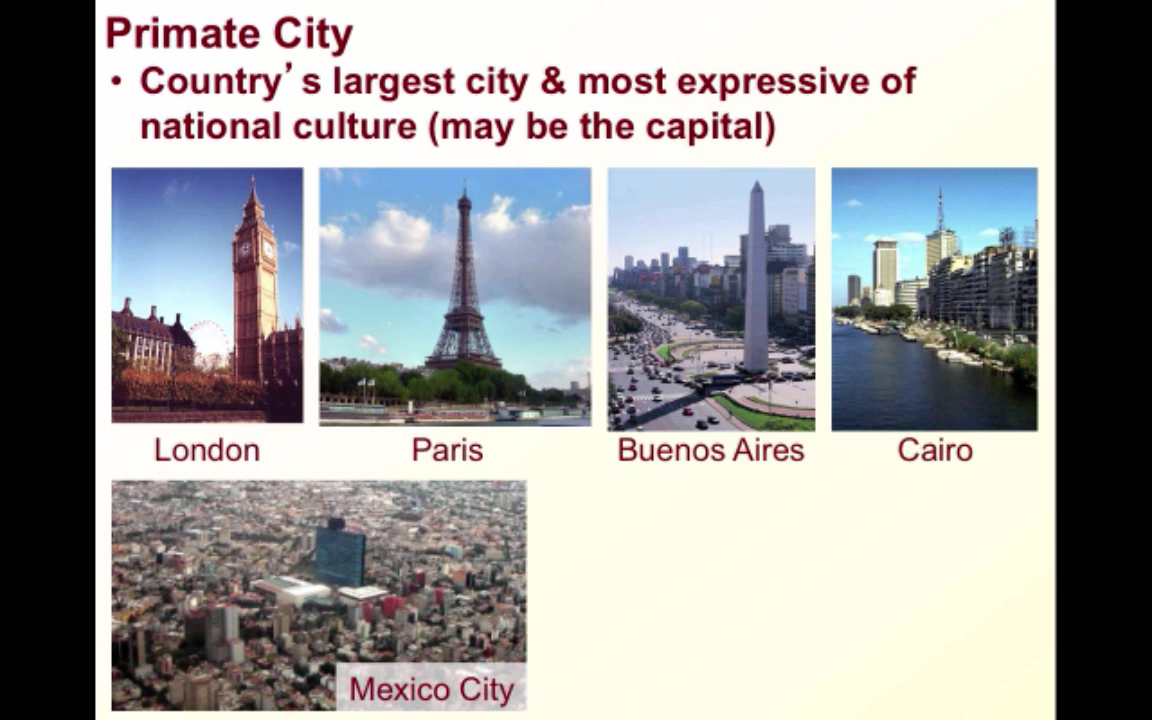 Primate City
• Country’s largest city & most expressive of
national culture (may be the capital)
London
Paris
Buenos Aires
Cairo
Mexico City